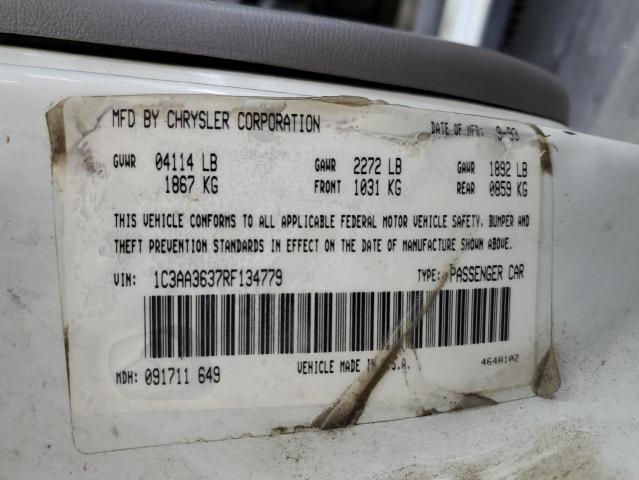 MFD BY CHRYSLER CORPORATION DATE OF MFR: 9-93
GVWR 04114 LB GAWR 2272 LB GAWR 1892 LB
1867 KG FRONT 1031 KG REAR 0859 KG
THIS VEHICLE CONFORMS TO ALL APPLICABLE FEDERAL MOTOR VEHICLE SAFETY, BUMPER AND
THEFT PREVENTION STANDARDS IN EFFECT ON THE DATE OF MANUFACTURE SHOWN ABOVE.
VIN: 1C3AA3637RF134779 TYPE: PASSENGER CAR
MDH: 091711 649 VEHICLE MADE IN U.S.A. 4648102